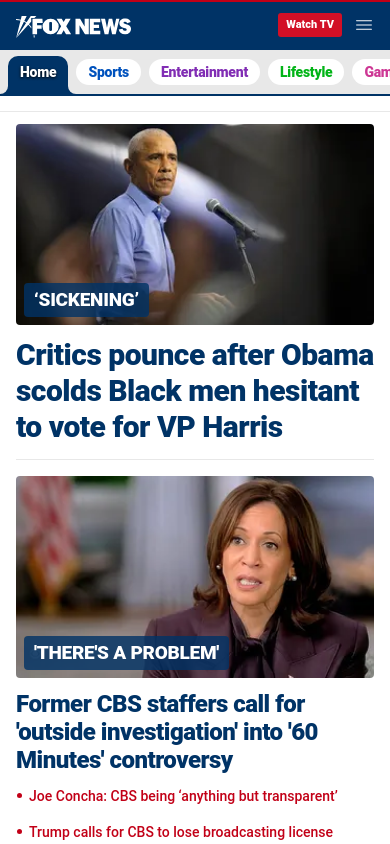 FOX NEWS
Watch TV
Home
Sports
Entertainment
Lifestyle
Gam
‘SICKENING’
Critics pounce after Obama
scolds Black men hesitant
to vote for VP Harris
'THERE'S A PROBLEM'
Former CBS staffers call for
'outside investigation' into '60
Minutes' controversy
• Joe Concha: CBS being ‘anything but transparent’
• Trump calls for CBS to lose broadcasting license